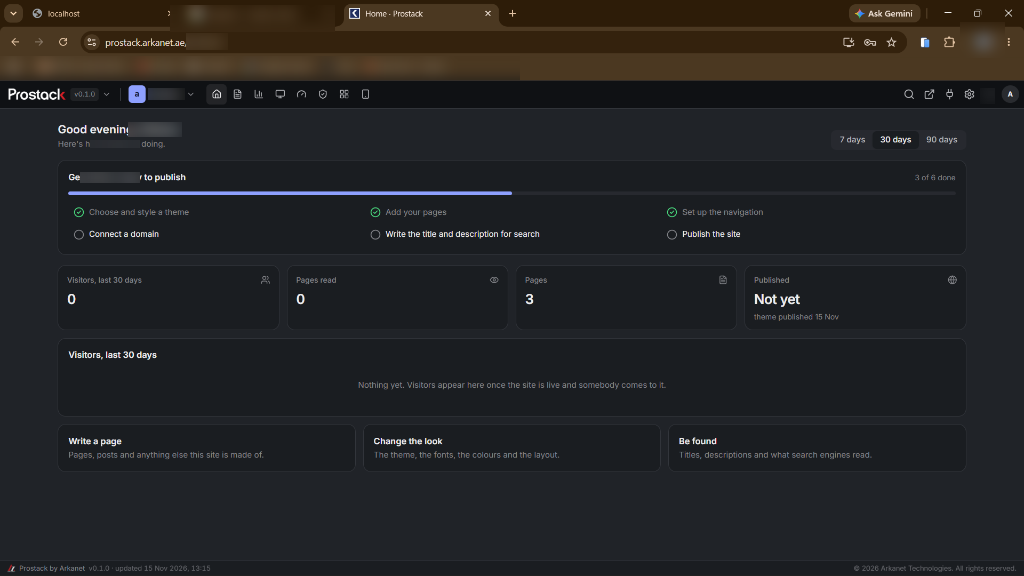 localhost
Home - Prostack
Ask Gemini
prostack.arkanet.ae
Prostack v0.1.0
a
A
Good evening
Here's doing.
7 days 30 days 90 days
to publish
3 of 6 done
Choose and style a theme
Add your pages
Set up the navigation
Connect a domain
Write the title and description for search
Publish the site
Visitors, last 30 days
0
Pages read
0
Pages
3
Published
Not yet
theme published 15 Nov
Visitors, last 30 days
Nothing yet. Visitors appear here once the site is live and somebody comes to it.
Write a page
Pages, posts and anything else this site is made of.
Change the look
The theme, the fonts, the colours and the layout.
Be found
Titles, descriptions and what search engines read.
Prostack by Arkanet v0.1.0 · updated 15 Nov 2026, 13:15
© 2026 Arkanet Technologies. All rights reserved.